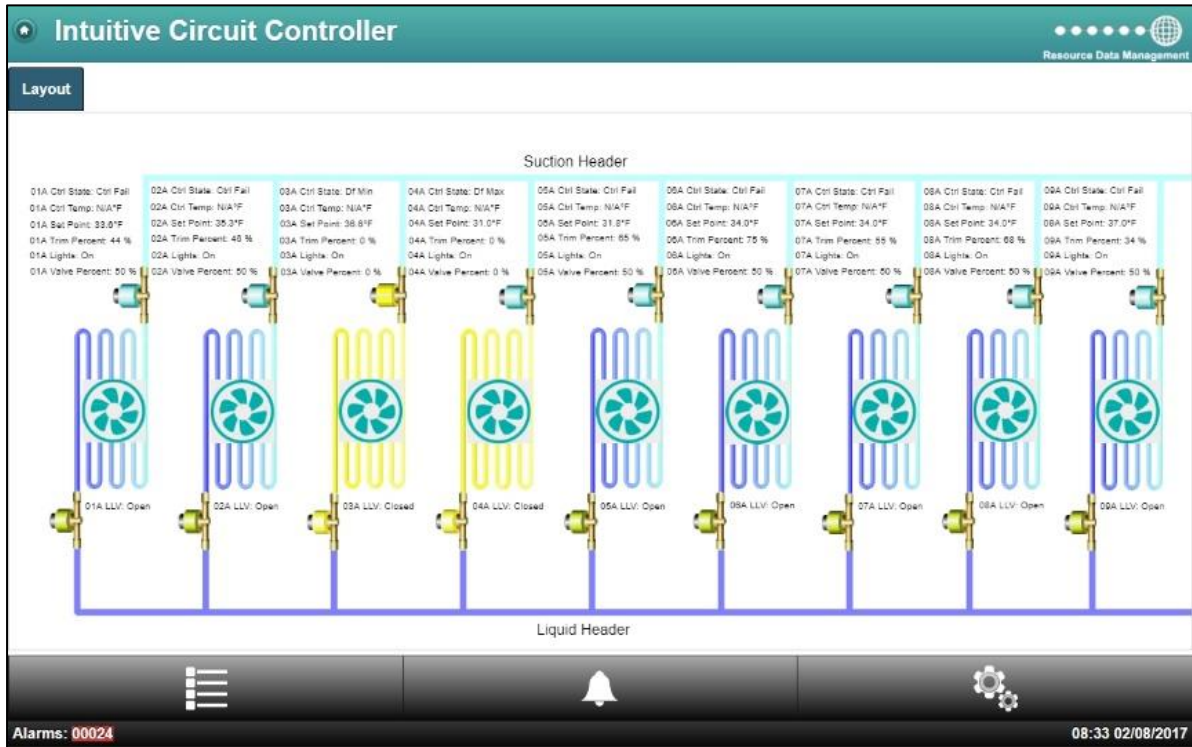 Intuitive Circuit Controller
Resource Data Management
Layout
Suction Header
01A Ctrl State: Ctrl Fail
01A Ctrl Temp: N/A°F
01A Set Point: 33.6°F
01A Trim Percent: 44 %
01A Lights: On
01A Valve Percent: 50 %
02A Ctrl State: Ctrl Fail
02A Ctrl Temp: N/A°F
02A Set Point: 35.3°F
02A Trim Percent: 46 %
02A Lights: On
02A Valve Percent: 50 %
03A Ctrl State: Df Min
03A Ctrl Temp: N/A°F
03A Set Point: 36.6°F
03A Trim Percent: 0 %
03A Lights: On
03A Valve Percent: 0 %
04A Ctrl State: Df Max
04A Ctrl Temp: N/A°F
04A Set Point: 31.0°F
04A Trim Percent: 0 %
04A Lights: On
04A Valve Percent: 0 %
05A Ctrl State: Ctrl Fail
05A Ctrl Temp: N/A°F
05A Set Point: 31.8°F
05A Trim Percent: 65 %
05A Lights: On
05A Valve Percent: 50 %
06A Ctrl State: Ctrl Fail
06A Ctrl Temp: N/A°F
06A Set Point: 34.0°F
06A Trim Percent: 75 %
06A Lights: On
06A Valve Percent: 50 %
07A Ctrl State: Ctrl Fail
07A Ctrl Temp: N/A°F
07A Set Point: 34.0°F
07A Trim Percent: 55 %
07A Lights: On
07A Valve Percent: 50 %
08A Ctrl State: Ctrl Fail
08A Ctrl Temp: N/A°F
08A Set Point: 34.0°F
08A Trim Percent: 68 %
08A Lights: On
08A Valve Percent: 50 %
09A Ctrl State: Ctrl Fail
09A Ctrl Temp: N/A°F
09A Set Point: 37.0°F
09A Trim Percent: 34 %
09A Lights: On
09A Valve Percent: 50 %
01A LLV: Open
02A LLV: Open
03A LLV: Closed
04A LLV: Closed
05A LLV: Open
06A LLV: Open
07A LLV: Open
08A LLV: Open
09A LLV: Open
Liquid Header
Alarms: 00024
08:33 02/08/2017